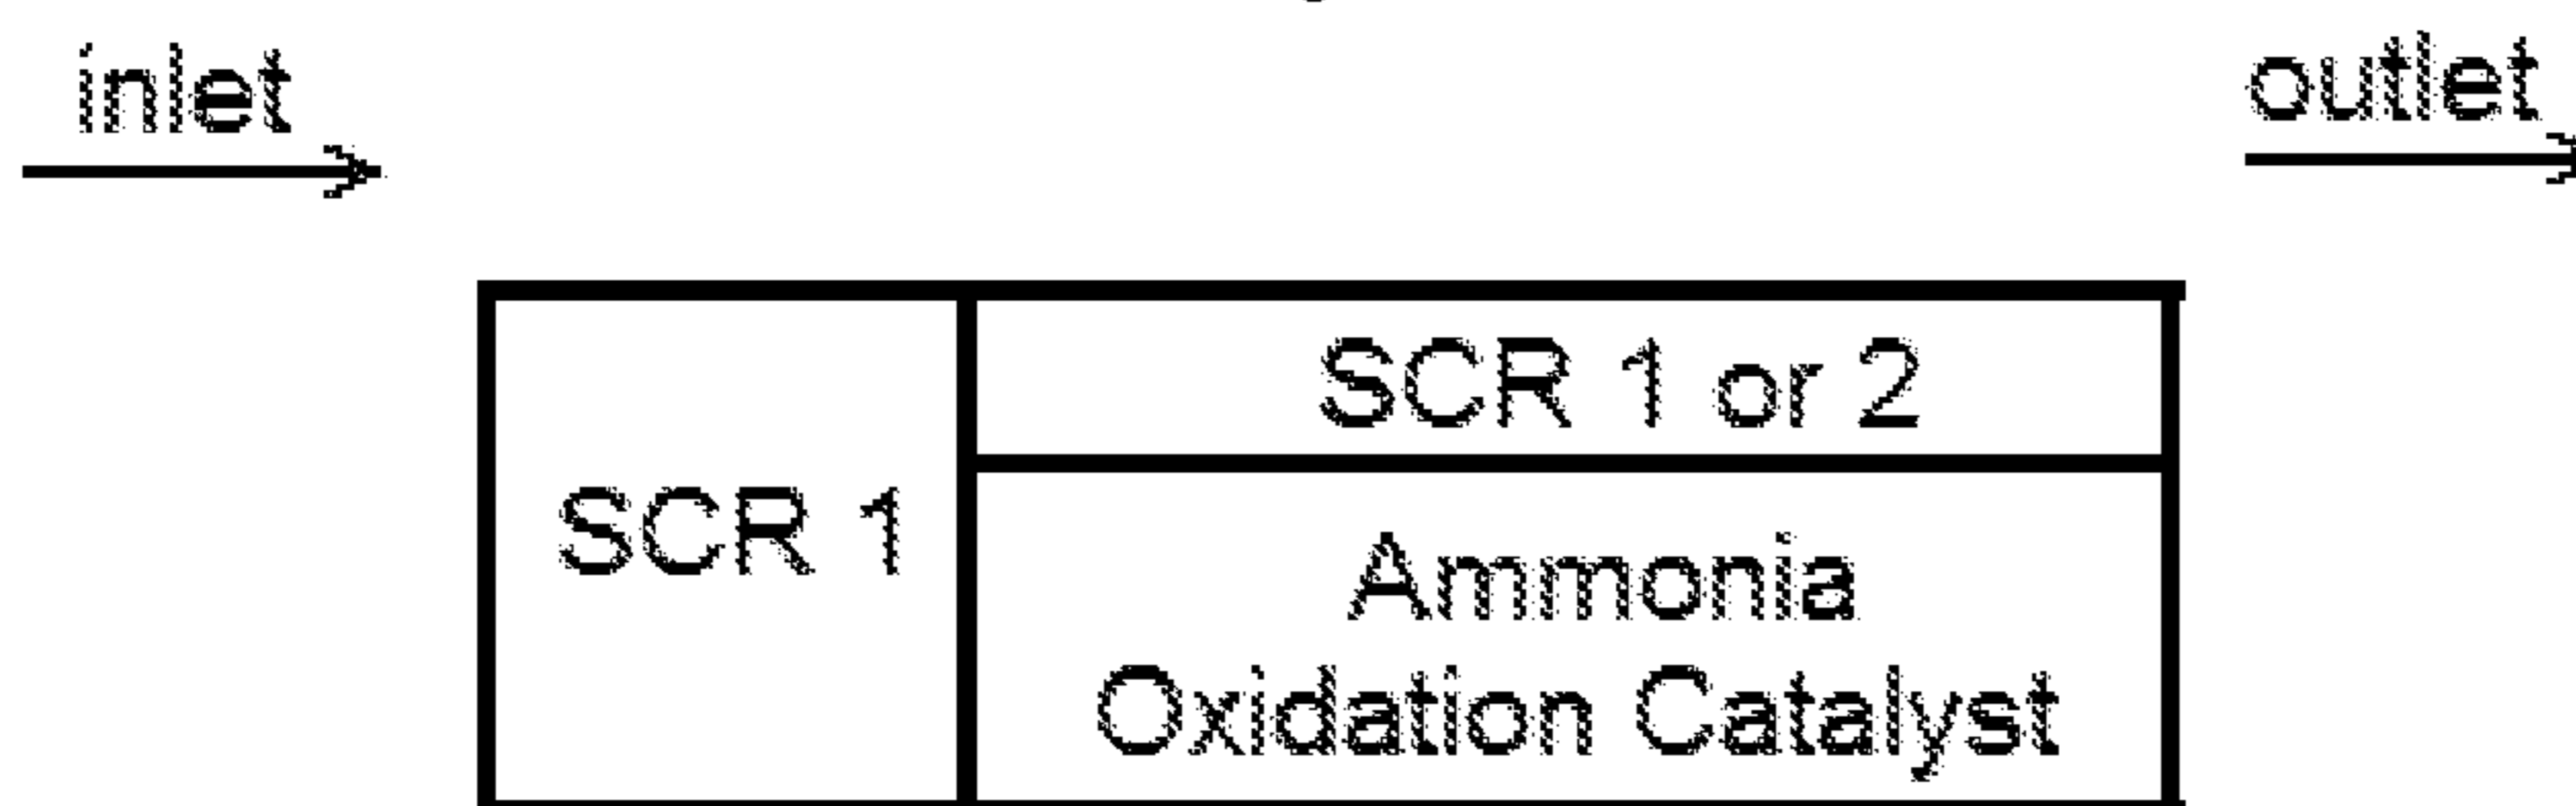 inlet
outlet
SCR 1
SCR 1 or 2
Ammonia
Oxidation Catalyst